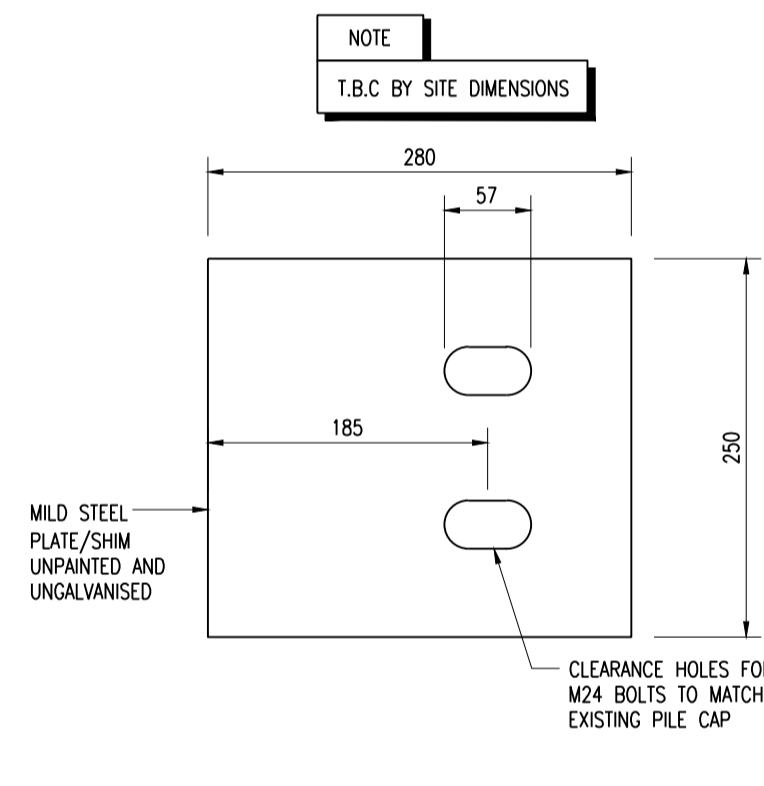 NOTE
T.B.C BY SITE DIMENSIONS
280
57
185
250
MILD STEEL
PLATE/SHIM
UNPAINTED AND
UNGALVANISED
CLEARANCE HOLES
M24 BOLTS TO MATCH
EXISTING PILE CAP